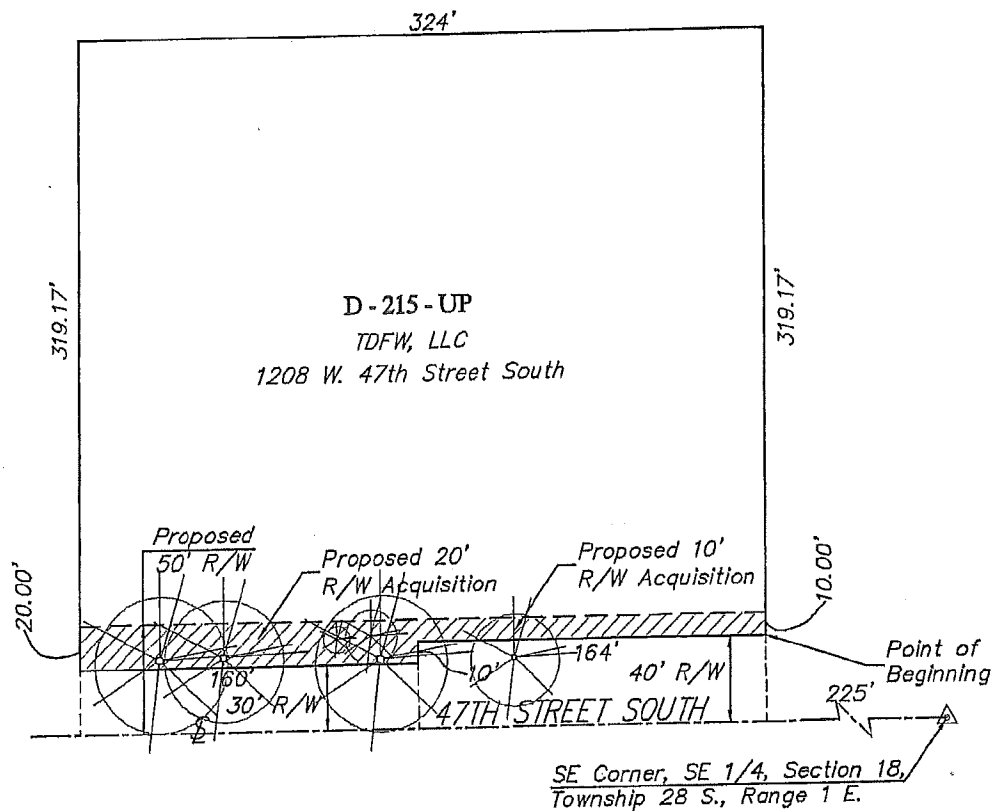 324'
319.17'
319.17'
D-215-UP
TDFW, LLC
1208 W. 47th Street South
20.00'
Proposed
50' R/W
Proposed 20'
R/W Acquisition
Proposed 10'
R/W Acquisition
10.00'
160'
30' R/W
10'
164'
40' R/W
Point of
Beginning
47TH STREET SOUTH
225'
SE Corner, SE 1/4, Section 18,
Township 28 S., Range 1 E.